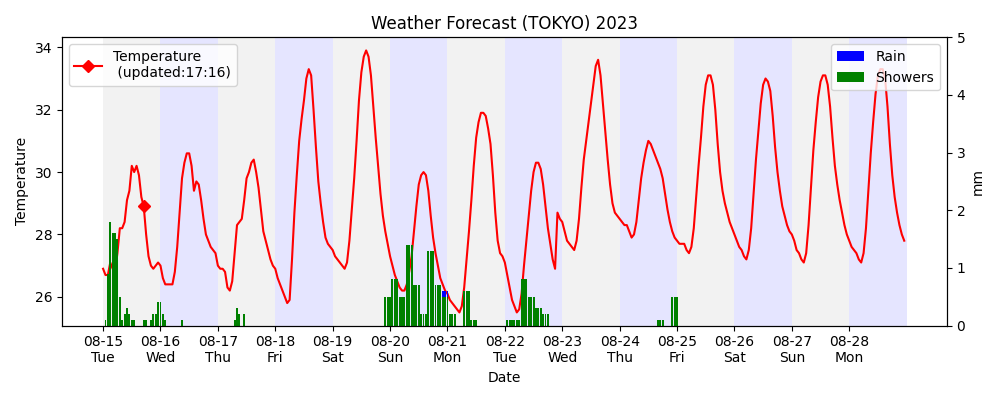 Weather Forecast (TOKYO) 2023
Temperature
(updated:17:16)
Rain
Showers
34
32
30
28
26
Temperature
5
4
3
2
1
0
mm
08-15 08-16 08-17 08-18 08-19 08-20 08-21 08-22 08-23 08-24 08-25 08-26 08-27 08-28
Tue Wed Thu Fri Sat Sun Mon Tue Wed Thu Fri Sat Sun Mon
Date